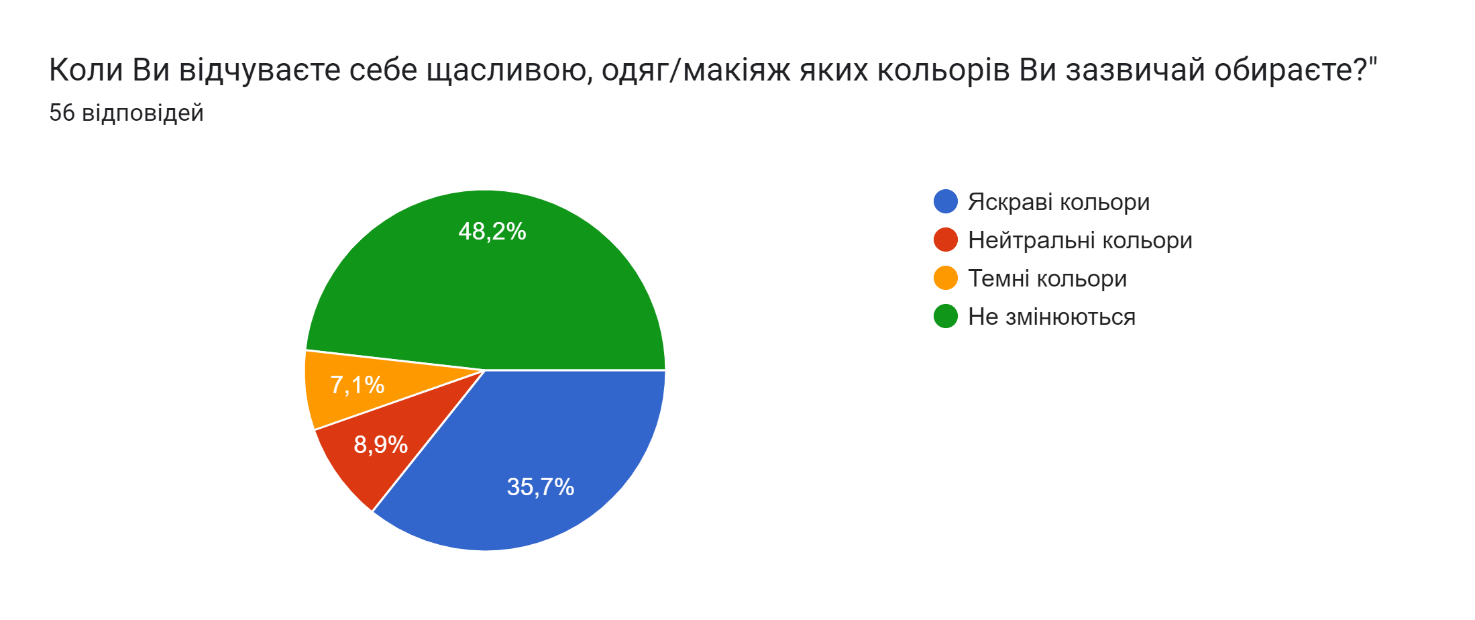 Коли Ви відчуваєте себе щасливою, одяг/макіяж яких кольорів Ви зазвичай обираєте?"
56 відповідей
Яскраві кольори
Нейтральні кольори
Темні кольори
Не змінюються
48,2%
7,1%
8,9%
35,7%